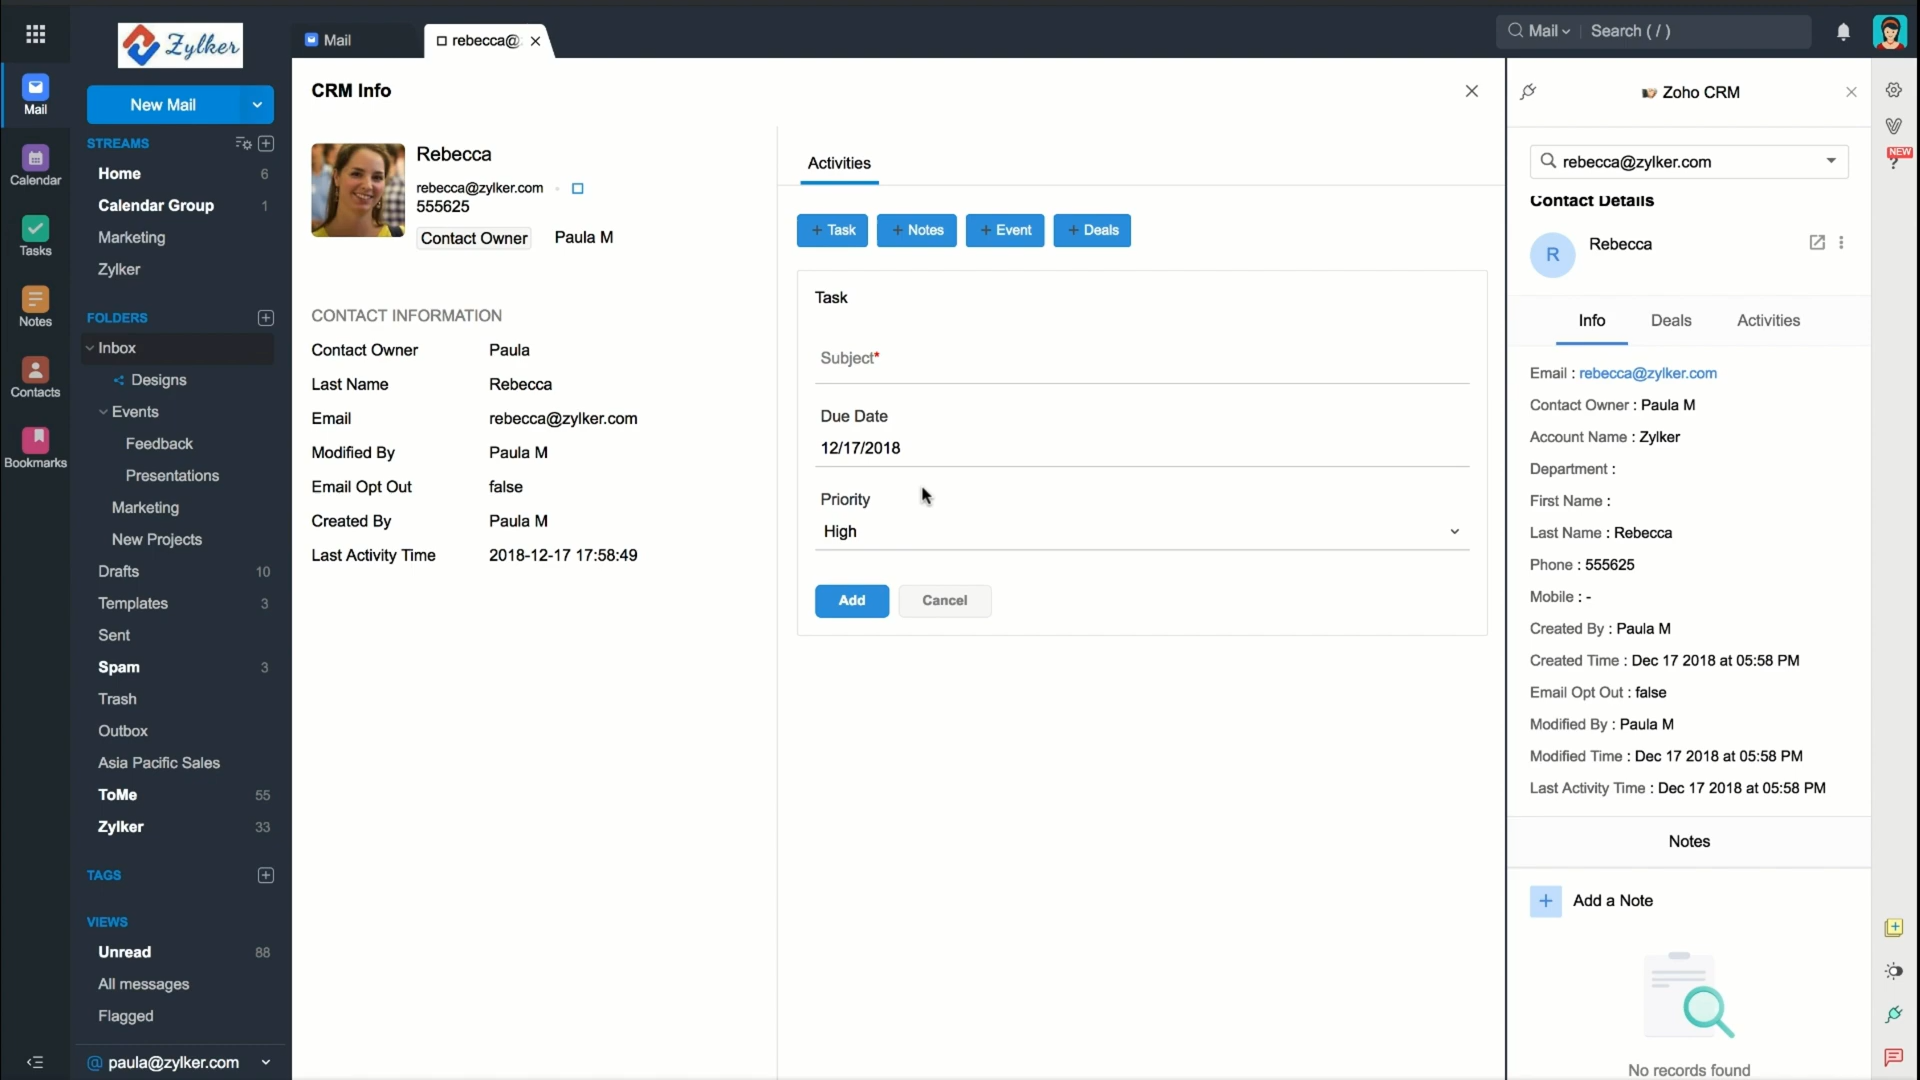 Zylker
Mail
rebecca@
Mail
Search ( / )
Mail
Calendar
Tasks
Notes
Contacts
Bookmarks
New Mail
STREAMS
Home 6
Calendar Group 1
Marketing
Zylker
FOLDERS
Inbox
Designs
Events
Feedback
Presentations
Marketing
New Projects
Drafts 10
Templates 3
Sent
Spam 3
Trash
Outbox
Asia Pacific Sales
ToMe 55
Zylker 33
TAGS
VIEWS
Unread 88
All messages
Flagged
@ paula@zylker.com
CRM Info
Rebecca
rebecca@zylker.com
555625
Contact Owner Paula M
CONTACT INFORMATION
Contact Owner Paula
Last Name Rebecca
Email rebecca@zylker.com
Modified By Paula M
Email Opt Out false
Created By Paula M
Last Activity Time 2018-12-17 17:58:49
Activities
+ Task + Notes + Event + Deals
Task
Subject*
Due Date
12/17/2018
Priority
High
Add Cancel
Zoho CRM
rebecca@zylker.com
Contact Details
R Rebecca
Info Deals Activities
Email : rebecca@zylker.com
Contact Owner : Paula M
Account Name : Zylker
Department :
First Name :
Last Name : Rebecca
Phone : 555625
Mobile : -
Created By : Paula M
Created Time : Dec 17 2018 at 05:58 PM
Email Opt Out : false
Modified By : Paula M
Modified Time : Dec 17 2018 at 05:58 PM
Last Activity Time : Dec 17 2018 at 05:58 PM
Notes
+ Add a Note
No records found
NEW
?